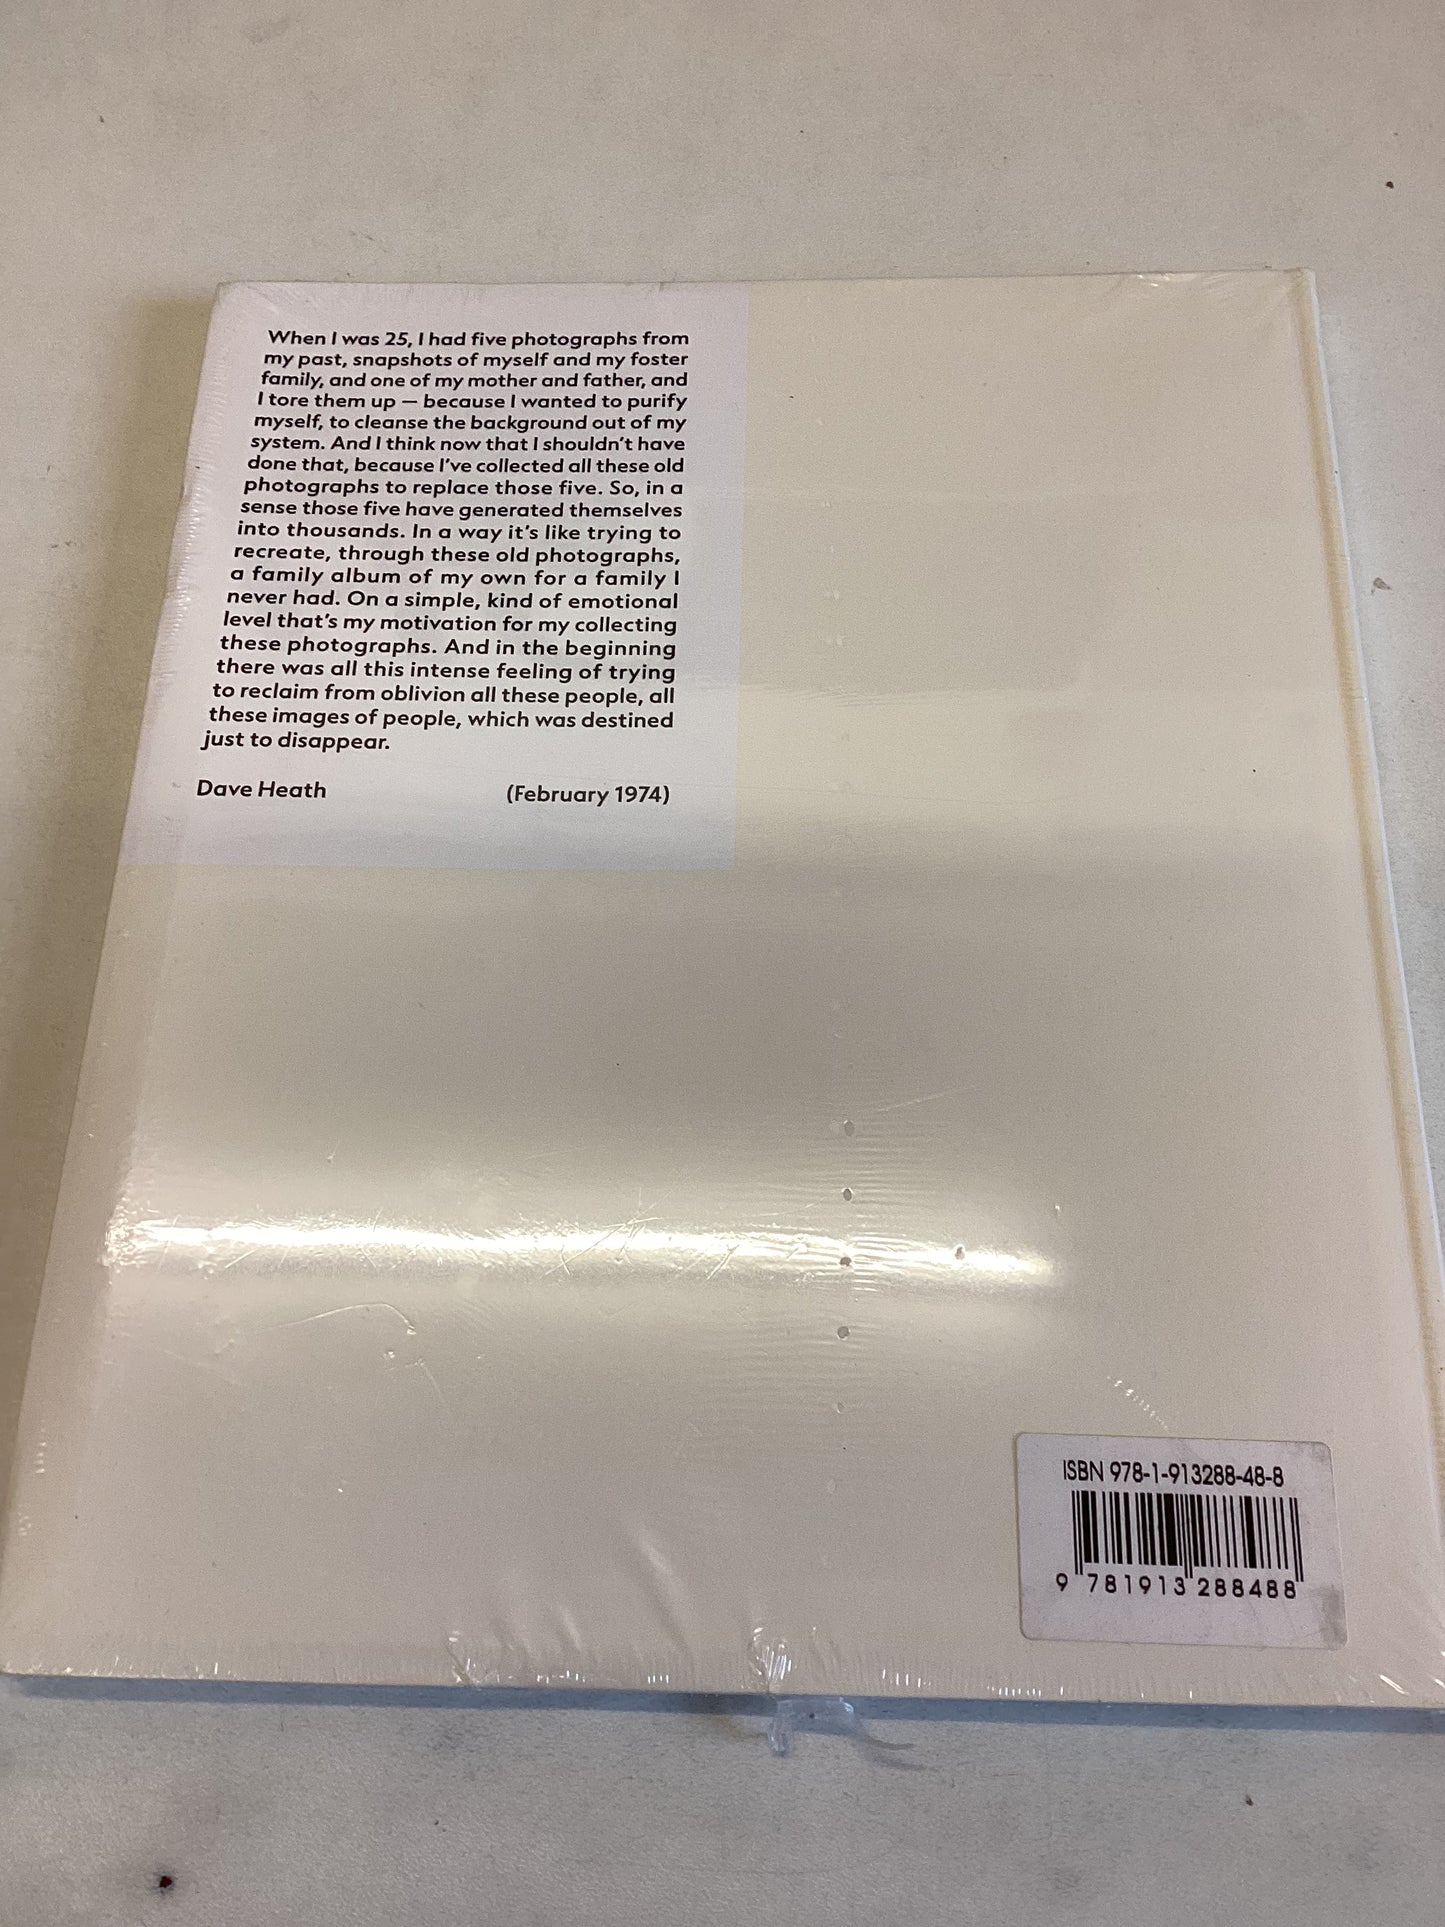 When I was 25, I had five photographs from
my past, snapshots of myself and my foster
family, and one of my mother and father, and
I tore them up — because I wanted to purify
myself, to cleanse the background out of my
system. And I think now that I shouldn't have
done that, because I've collected all these old
photographs to replace those five. So, in a
sense those five have generated themselves
into thousands. In a way it's like trying to
recreate, through these old photographs,
a family album of my own for a family I
never had. On a simple, kind of emotional
level that's my motivation for my collecting
these photographs. And in the beginning
there was all this intense feeling of trying
to reclaim from oblivion all these people, all
these images of people, which was destined
just to disappear.
Dave Heath (February 1974)
ISBN 978-1-913288-48-8
9 781913 288488